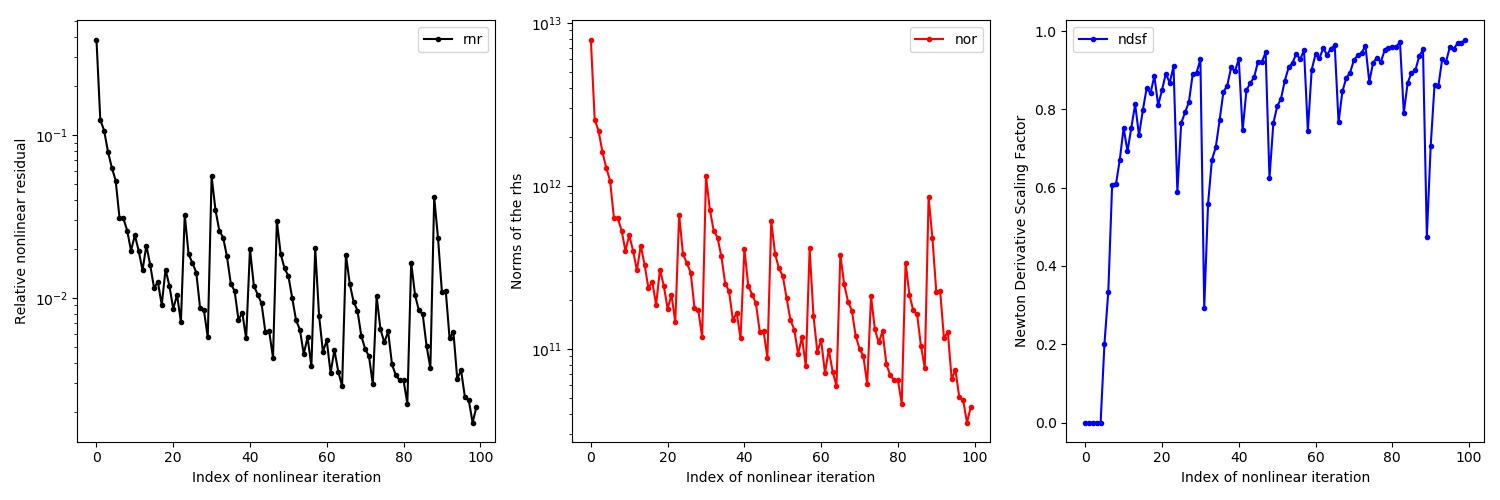 Relative nonlinear residual
10⁻¹
10⁻²
0 20 40 60 80 100
Index of nonlinear iteration
rnr
Norms of the rhs
10¹³
10¹²
10¹¹
0 20 40 60 80 100
Index of nonlinear iteration
nor
Newton Derivative Scaling Factor
1.0
0.8
0.6
0.4
0.2
0.0
0 20 40 60 80 100
Index of nonlinear iteration
ndsf